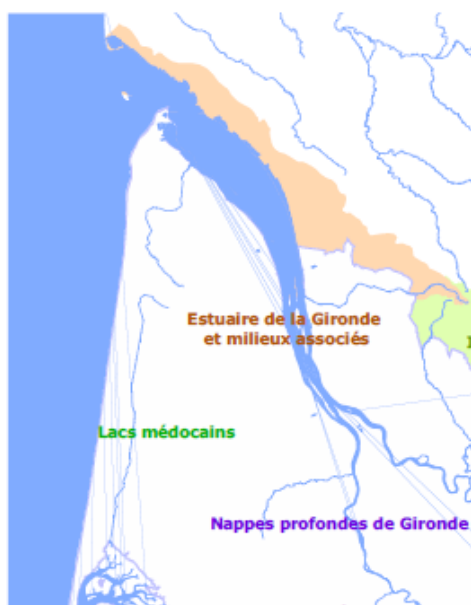 Estuaire de la Gironde
et milieux associés
Lacs médocains
Nappes profondes de Gironde